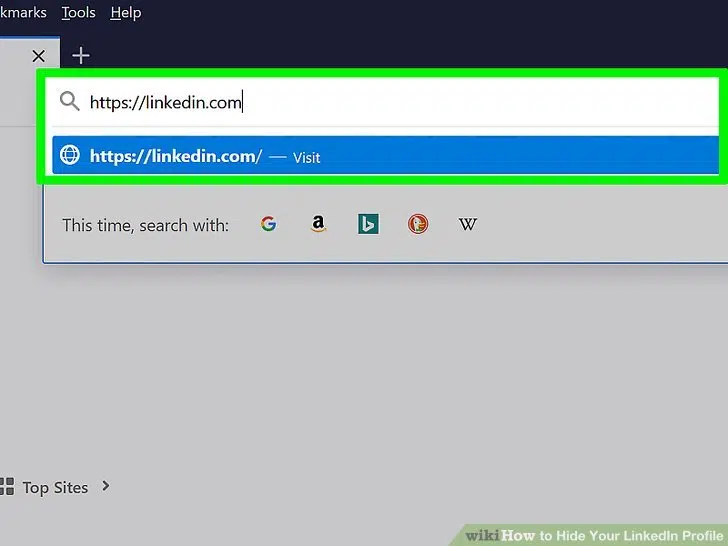 kmarks Tools Help
https://linkedin.com
https://linkedin.com/ — Visit
This time, search with:
Top Sites
wikiHow to Hide Your LinkedIn Profile